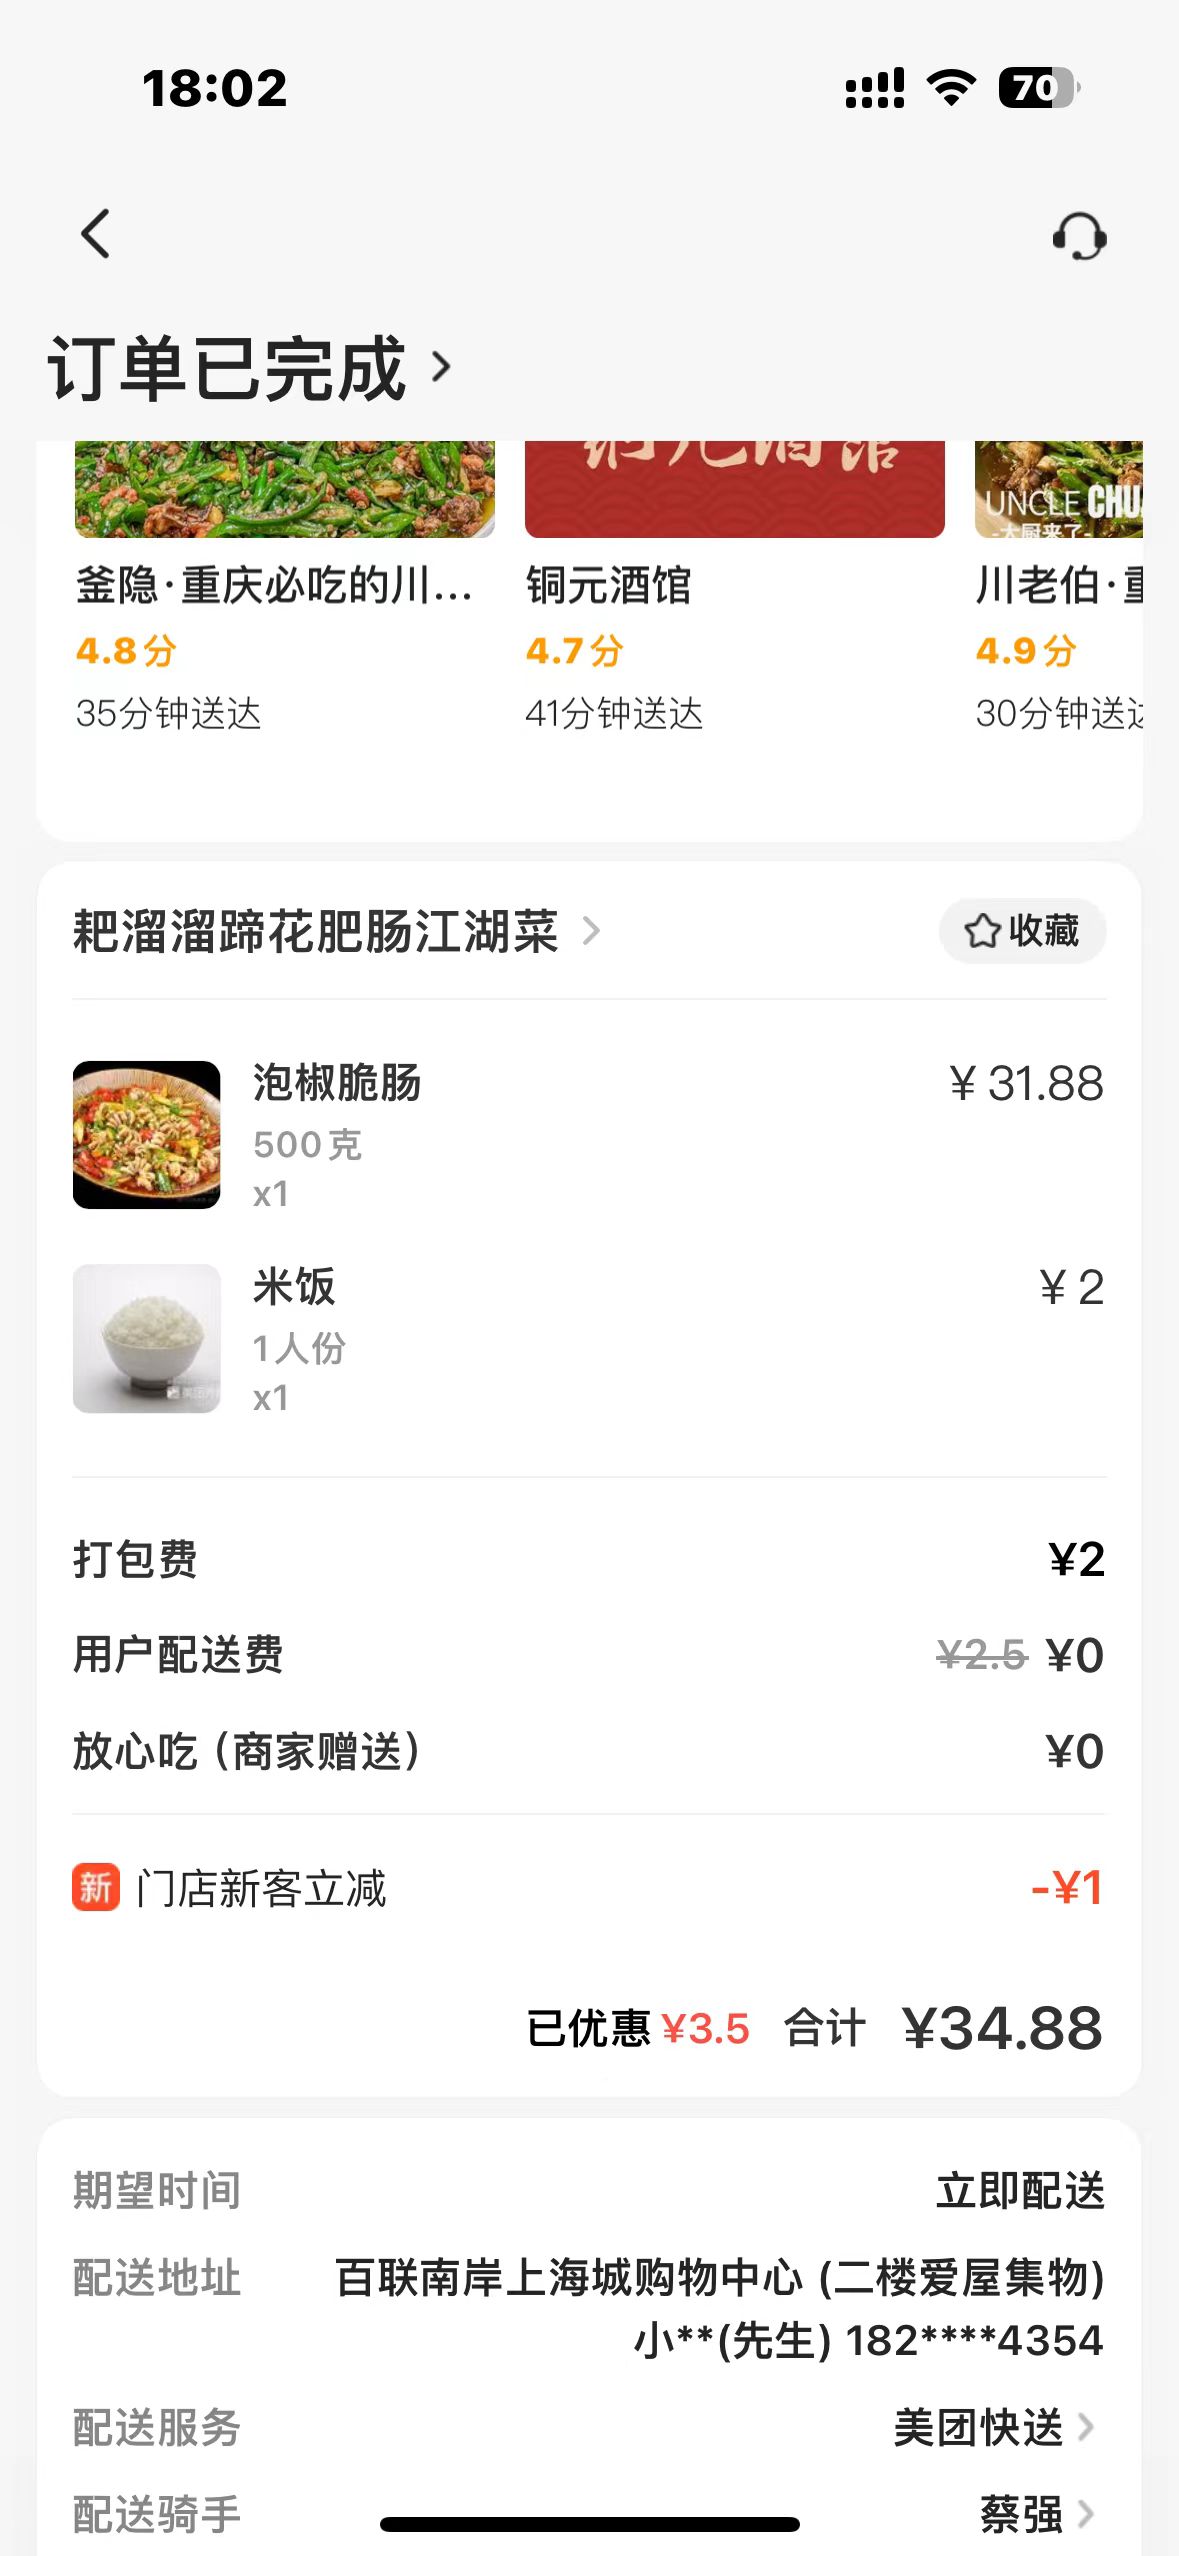 18:02
70
订单已完成
铜元酒馆
UNCLE CHU
-大厨来了-
釜隐·重庆必吃的川...
铜元酒馆
川老伯·重
4.8分
4.7分
4.9分
35分钟送达
41分钟送达
30分钟送达
耙溜溜蹄花肥肠江湖菜
收藏
泡椒脆肠
¥ 31.88
500克
x1
米饭
¥ 2
1人份
x1
打包费
¥2
用户配送费
¥2.5 ¥0
放心吃（商家赠送）
¥0
新 门店新客立减
-¥1
已优惠 ¥3.5 合计 ¥34.88
期望时间
立即配送
配送地址
百联南岸上海城购物中心 (二楼爱屋集物)
小**(先生) 182****4354
配送服务
美团快送
配送骑手
蔡强